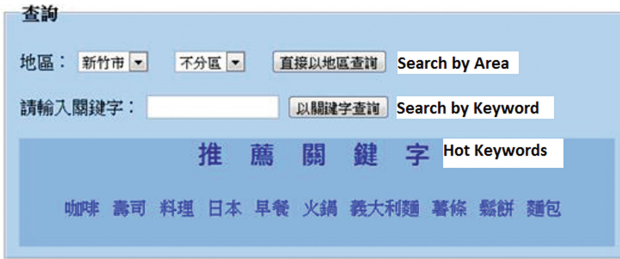 查詢
地區： 新竹市 不分區 直接以地區查詢 Search by Area
請輸入關鍵字： 以關鍵字查詢 Search by Keyword
推薦關鍵字 Hot Keywords
咖啡 壽司 料理 日本 早餐 火鍋 義大利麵 薯條 鬆餅 麵包